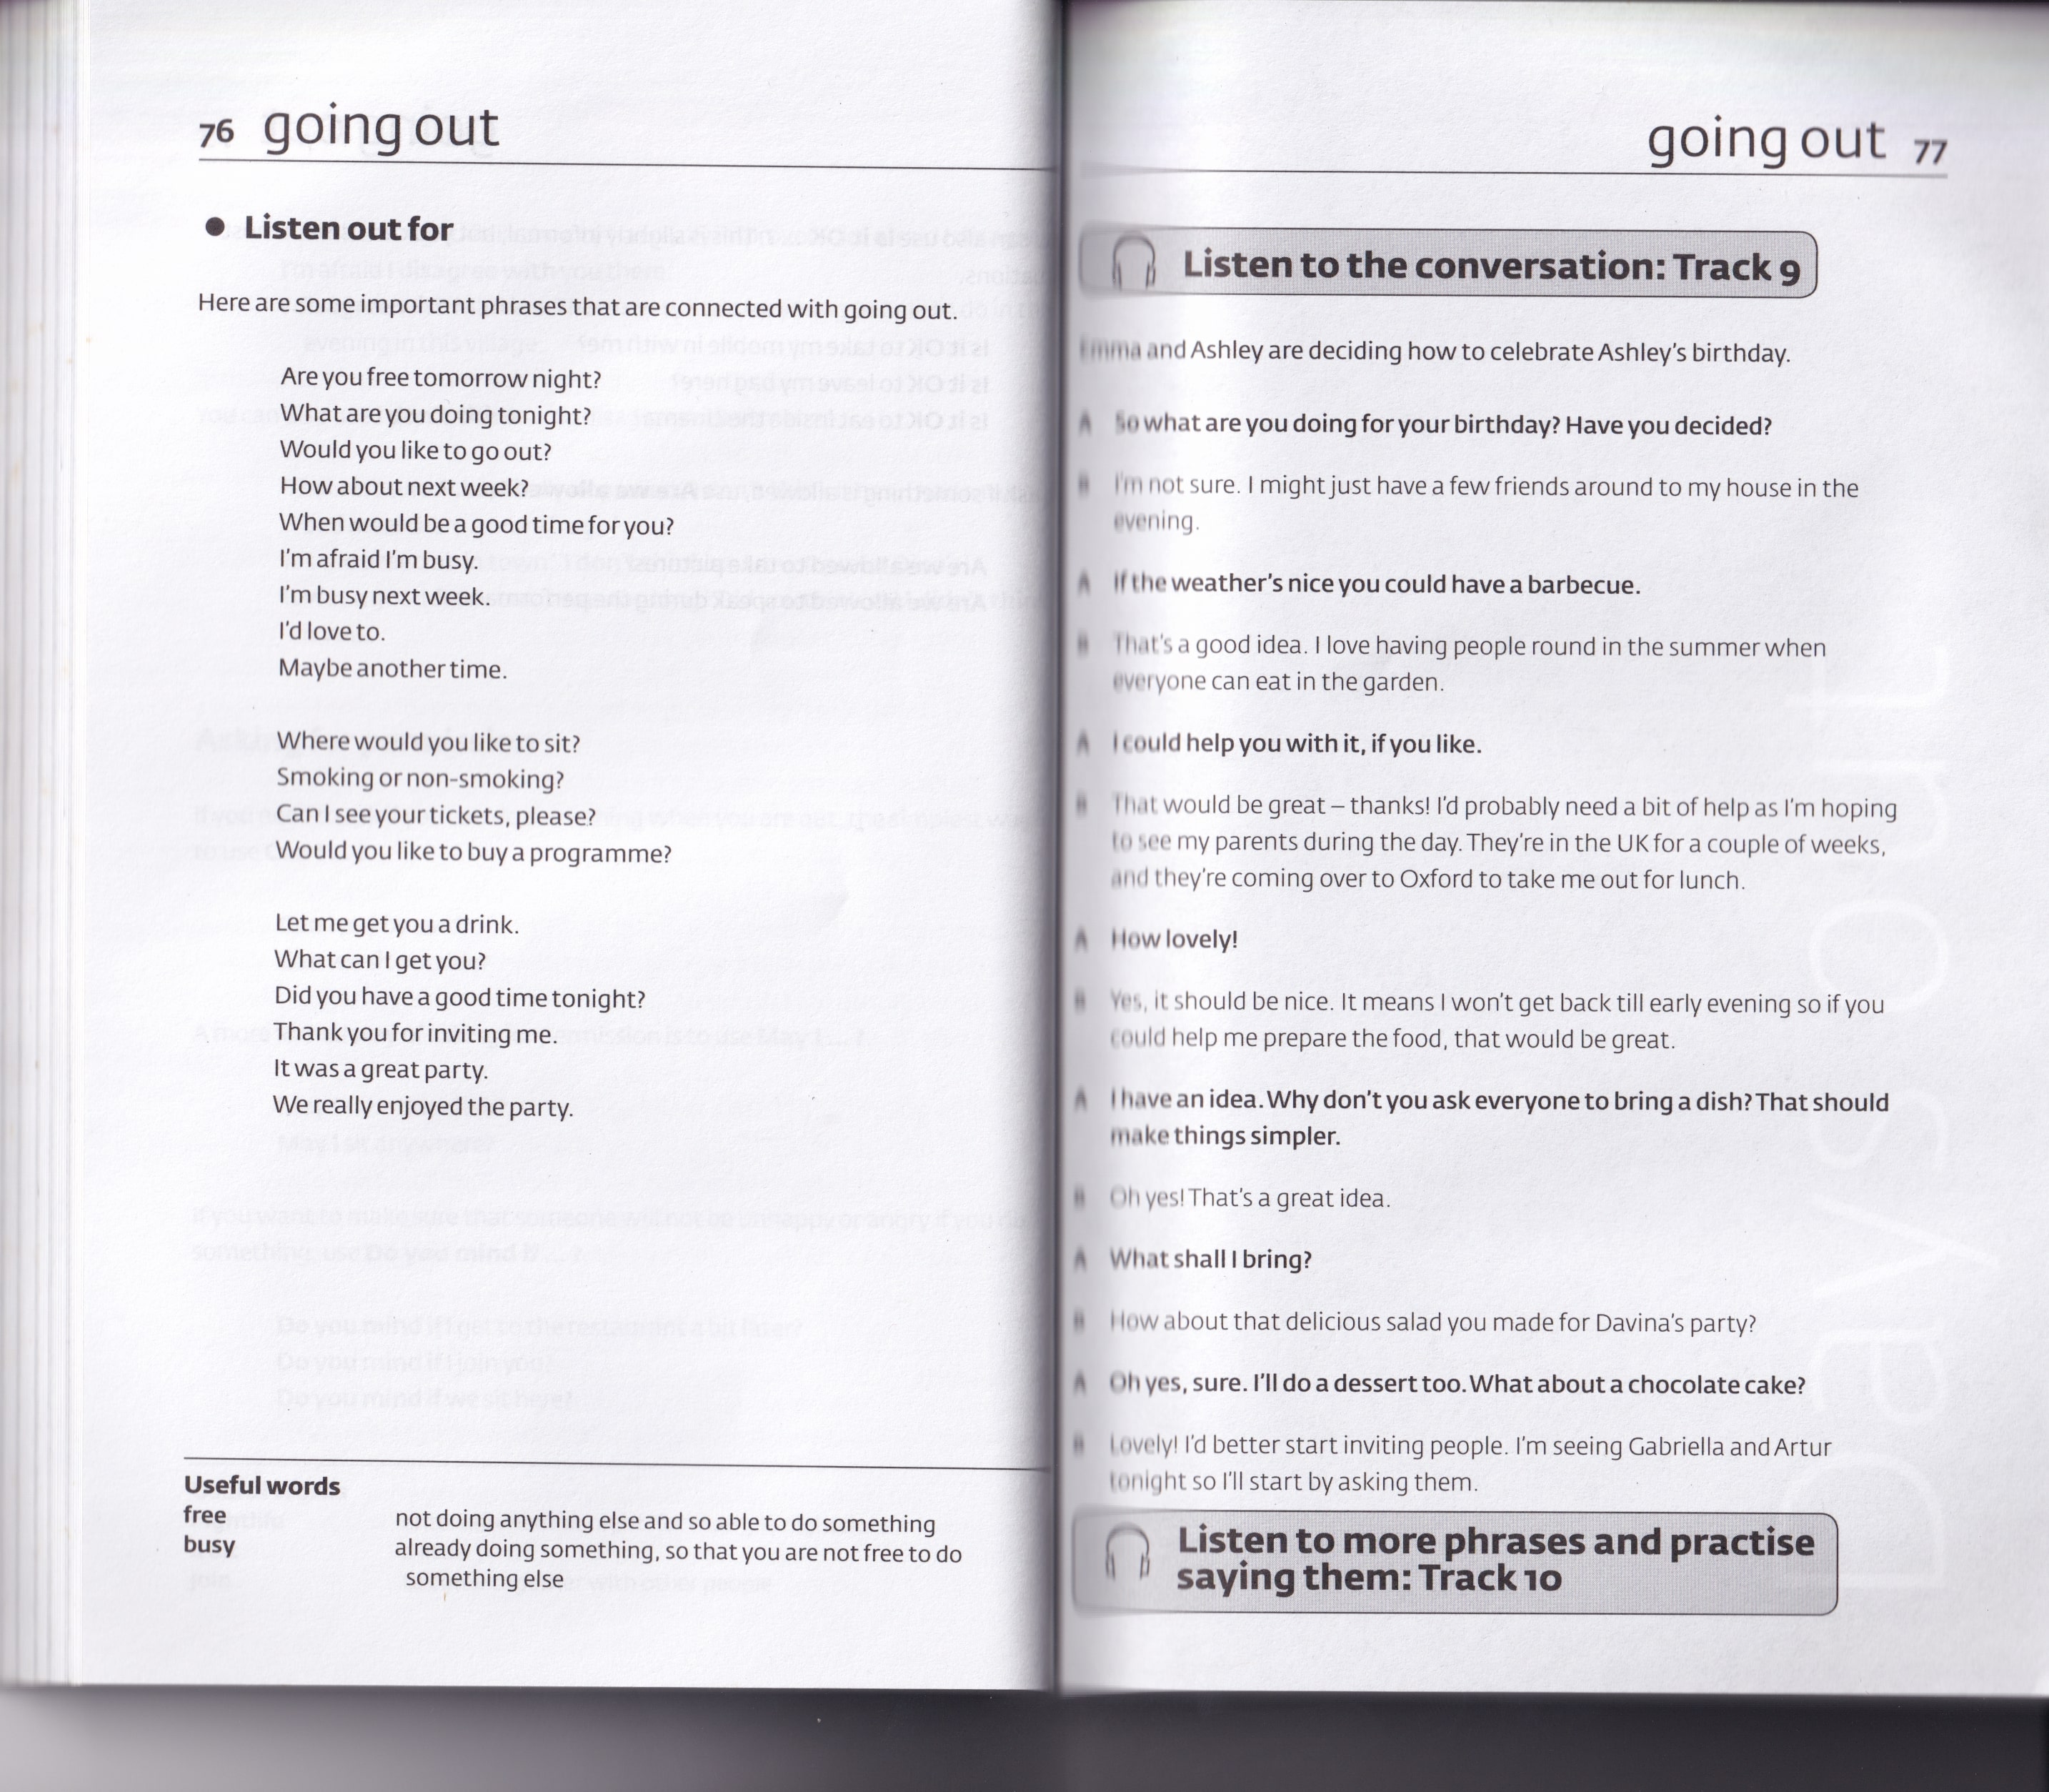 76 going out
● Listen out for
Here are some important phrases that are connected with going out.
Are you free tomorrow night?
What are you doing tonight?
Would you like to go out?
How about next week?
When would be a good time for you?
I'm afraid I'm busy.
I'm busy next week.
I'd love to.
Maybe another time.
Where would you like to sit?
Smoking or non-smoking?
Can I see your tickets, please?
Would you like to buy a programme?
Let me get you a drink.
What can I get you?
Did you have a good time tonight?
Thank you for inviting me.
It was a great party.
We really enjoyed the party.
Useful words
free not doing anything else and so able to do something
busy already doing something, so that you are not free to do
something else
going out 77
Listen to the conversation: Track 9
Emma and Ashley are deciding how to celebrate Ashley's birthday.
A So what are you doing for your birthday? Have you decided?
B I'm not sure. I might just have a few friends around to my house in the
evening.
A If the weather's nice you could have a barbecue.
B That's a good idea. I love having people round in the summer when
everyone can eat in the garden.
A I could help you with it, if you like.
B That would be great – thanks! I'd probably need a bit of help as I'm hoping
to see my parents during the day. They're in the UK for a couple of weeks,
and they're coming over to Oxford to take me out for lunch.
A How lovely!
B Yes, it should be nice. It means I won't get back till early evening so if you
could help me prepare the food, that would be great.
A I have an idea. Why don't you ask everyone to bring a dish? That should
make things simpler.
B Oh yes! That's a great idea.
A What shall I bring?
B How about that delicious salad you made for Davina's party?
A Oh yes, sure. I'll do a dessert too. What about a chocolate cake?
B Lovely! I'd better start inviting people. I'm seeing Gabriella and Artur
tonight so I'll start by asking them.
Listen to more phrases and practise
saying them: Track 10